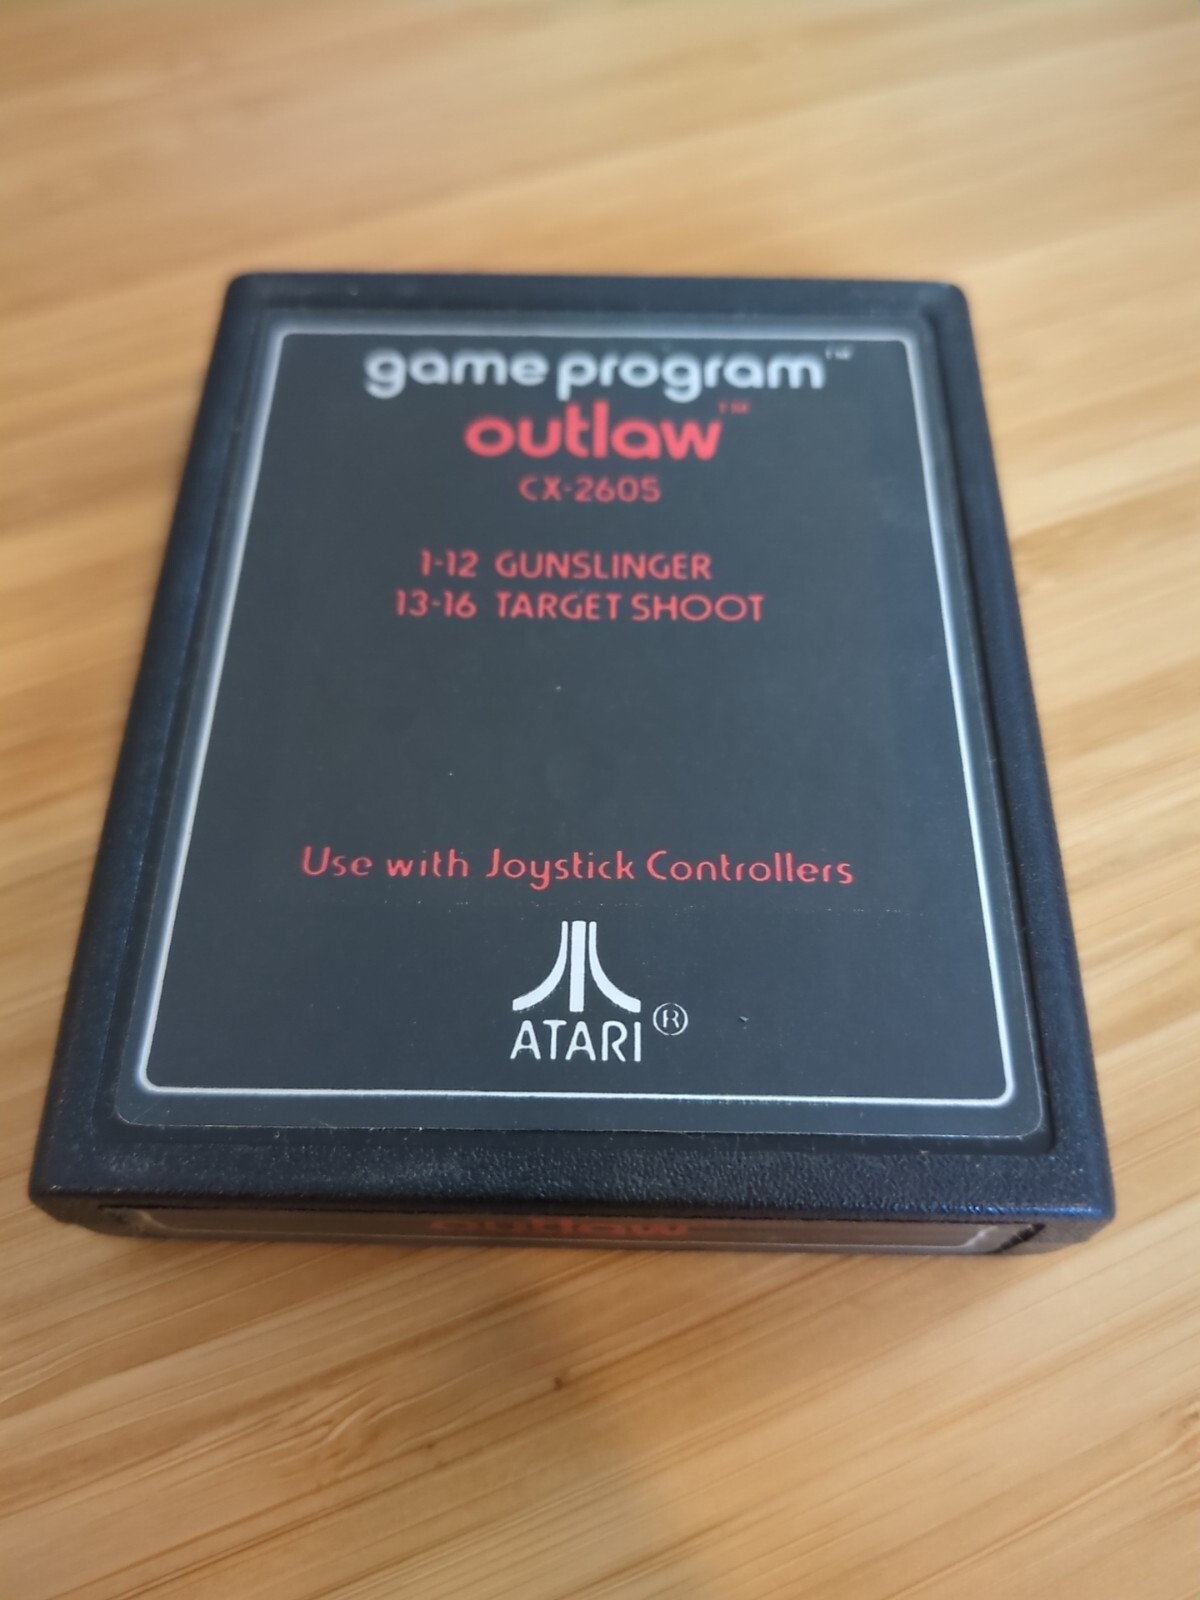 game program™
outlaw™
CX-2605
1-12 GUNSLINGER
13-16 TARGET SHOOT
Use with Joystick Controllers
ATARI®
outlaw